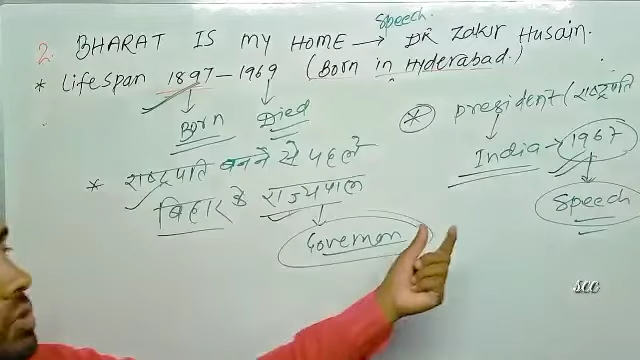 speech.
2. BHARAT IS MY HOME → DR Zakir Husain.
* Lifespan 1897 – 1969 (Born in Hyderabad.)
Born Died
* president (राष्ट्रपति
India → 1967
speech
* राष्ट्रपति बनने से पहले
बिहार के राज्यपाल
Governor
SCC